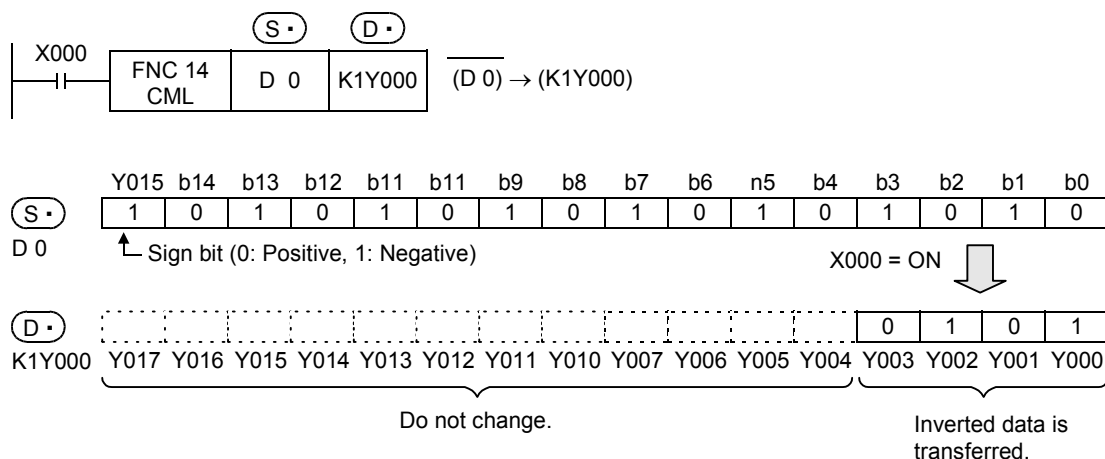 S· D·
X000
FNC 14
CML
D 0
K1Y000
(D 0) → (K1Y000)
Y015 b14 b13 b12 b11 b11 b9 b8 b7 b6 n5 b4 b3 b2 b1 b0
S· 1 0 1 0 1 0 1 0 1 0 1 0 1 0 1 0
D 0
Sign bit (0: Positive, 1: Negative)
X000 = ON
D· 0 1 0 1
K1Y000 Y017 Y016 Y015 Y014 Y013 Y012 Y011 Y010 Y007 Y006 Y005 Y004 Y003 Y002 Y001 Y000
Do not change.
Inverted data is
transferred.